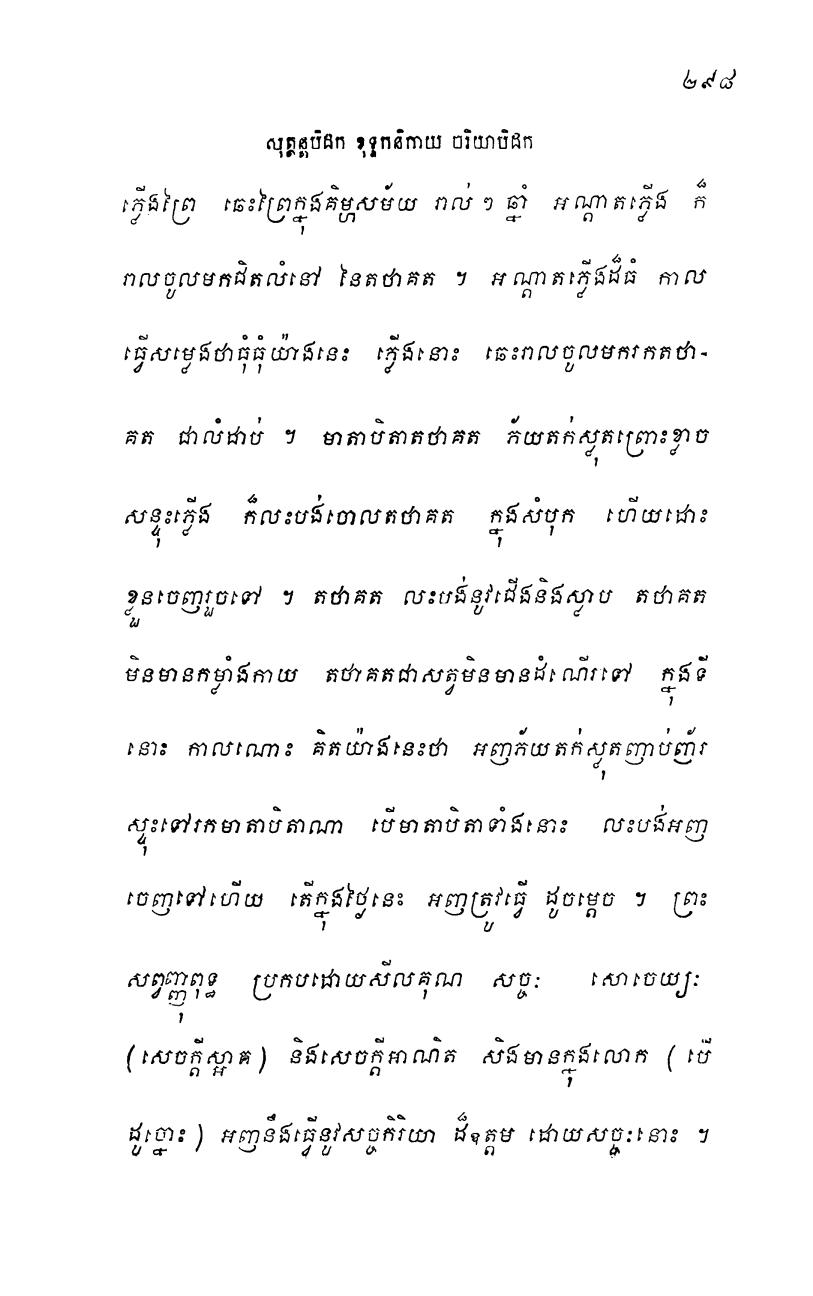 ២៩៨
សុត្តន្តបិដក ខុទ្ទកនិកាយ ចរិយាបិដក
ភ្លើងព្រៃ ឆេះព្រៃក្នុងគិម្ហសម័យ រាល់ ៗ ឆ្នាំ អណ្តាតភ្លើង ក៏
រាលចូលមកជិតលំនៅ នៃតថាគត ។ អណ្តាតភ្លើងដ៏ធំ កាល
ធ្វើសម្លេងថាធុំធុំយ៉ាងនេះ ភ្លើងនោះ ឆេះរាលចូលមករកតថា-
គត ជាលំដាប់ ។ មាតាបិតាតថាគត ភ័យតក់ស្លុតព្រោះខ្លាច
សន្ទុះភ្លើង ក៏លះបង់ចោលតថាគត ក្នុងសំបុក ហើយដោះ
ខ្លួនចេញរួចទៅ ។ តថាគត លះបង់នូវជើងនិងស្លាប តថាគត
មិនមានកម្លាំងកាយ តថាគតជាសត្វមិនមានដំណើរទៅ ក្នុងទី
នោះ កាលណោះ គិតយ៉ាងនេះថា អញភ័យតក់ស្លុតញាប់ញ័រ
ស្ទុះទៅរកមាតាបិតាណា បើមាតាបិតាទាំងនោះ លះបង់អញ
ចេញទៅហើយ តើក្នុងថ្ងៃនេះ អញត្រូវធ្វើ ដូចម្តេច ។ ព្រះ
សព្វញ្ញុពុទ្ធ ប្រកបដោយសីលគុណ សច្ចៈ សោចេយ្យៈ
(សេចក្តីស្អាត) និងសេចក្តីអាណិត សិងមានក្នុងលោក (បើ
ដូច្នោះ) អញនឹងធ្វើនូវសច្ចកិរិយា ដ៏ឧត្តម ដោយសច្ចៈនោះ ។